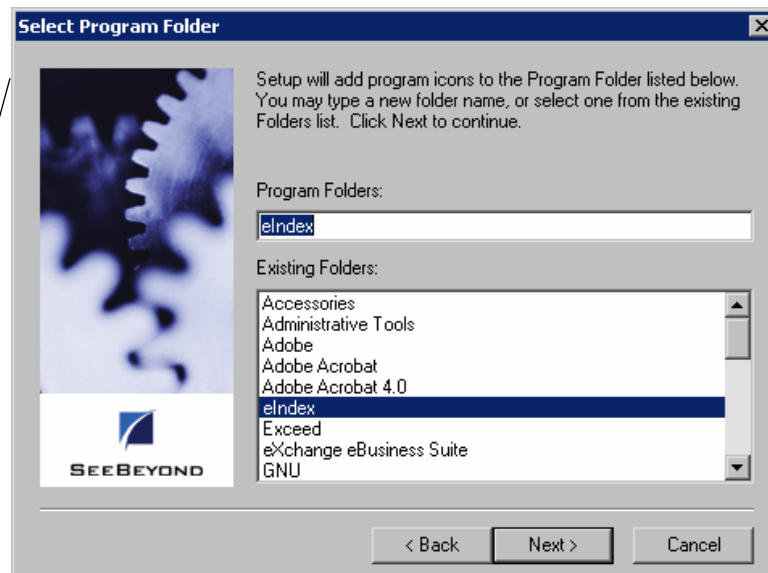 Select Program Folder
Setup will add program icons to the Program Folder listed below.
You may type a new folder name, or select one from the existing
Folders list. Click Next to continue.
Program Folders:
eIndex
Existing Folders:
Accessories
Administrative Tools
Adobe
Adobe Acrobat
Adobe Acrobat 4.0
eIndex
Exceed
eXchange eBusiness Suite
GNU
SEEBEYOND
< Back
Next >
Cancel